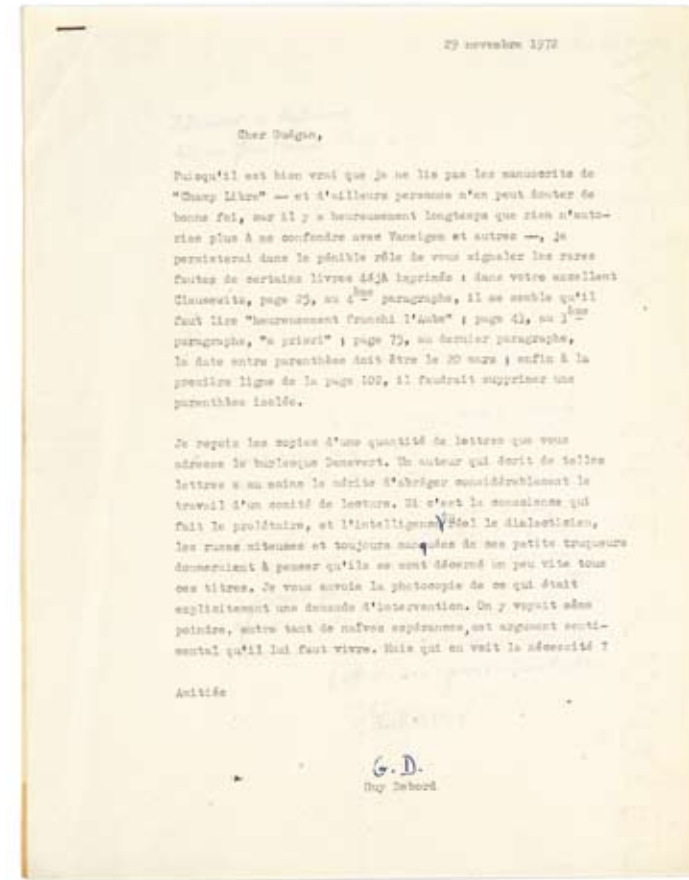 29 novembre 1972
Cher Guégan,
Puisqu'il est bien vrai que je ne lis pas les manuscrits de
"Champ Libre" — et d'ailleurs personne n'en peut douter de
bonne foi, car il y a heureusement longtemps que rien n'auto-
rise plus à me confondre avec Vaneigem et autres —, je
persisterai dans le pénible rôle de vous signaler les rares
fautes de certains livres déjà imprimés : dans votre excellent
Clausewitz, page 25, au 4ème paragraphe, il me semble qu'il
faut lire "heureusement franchi l'Aube" ; page 43, au 3ème
paragraphe, "a priori" ; page 75, au dernier paragraphe,
la date entre parenthèse doit être le 20 mars ; enfin à la
première ligne de la page 102, il faudrait supprimer une
parenthèse isolée.
Je reçois les copies d'une quantité de lettres que vous
adresse le burlesque Denevert. Un auteur qui écrit de telles
lettres a au moins le mérite d'abréger considérablement le
travail d'un comité de lecture. Si c'est la conscience qui
fait le prolétaire, et l'intelligence du réel le dialecticien,
les ruses miteuses et toujours manquées de ces petits truqueurs
donneraient à penser qu'ils se sont décerné un peu vite tous
ces titres. Je vous envoie la photocopie de ce qui était
explicitement une demande d'intervention. On y voyait même
poindre, entre tant de naïves espérances, cet argument senti-
mental qu'il lui faut vivre. Mais qui en voit la nécessité ?
Amitiés
G. D.
Guy Debord